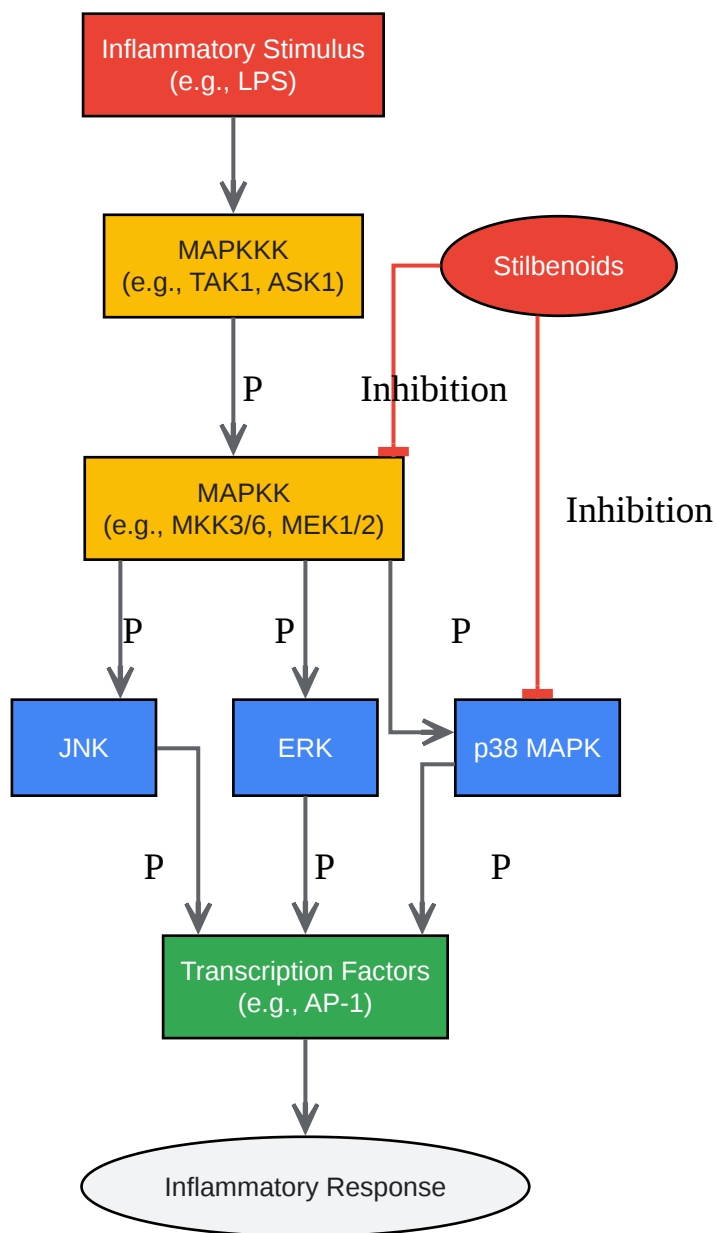 Inflammatory Stimulus
(e.g., LPS)
MAPKKK
(e.g., TAK1, ASK1)
Stilbenoids
P
Inhibition
MAPKK
(e.g., MKK3/6, MEK1/2)
Inhibition
P
P
P
JNK
ERK
p38 MAPK
P
P
P
Transcription Factors
(e.g., AP-1)
Inflammatory Response